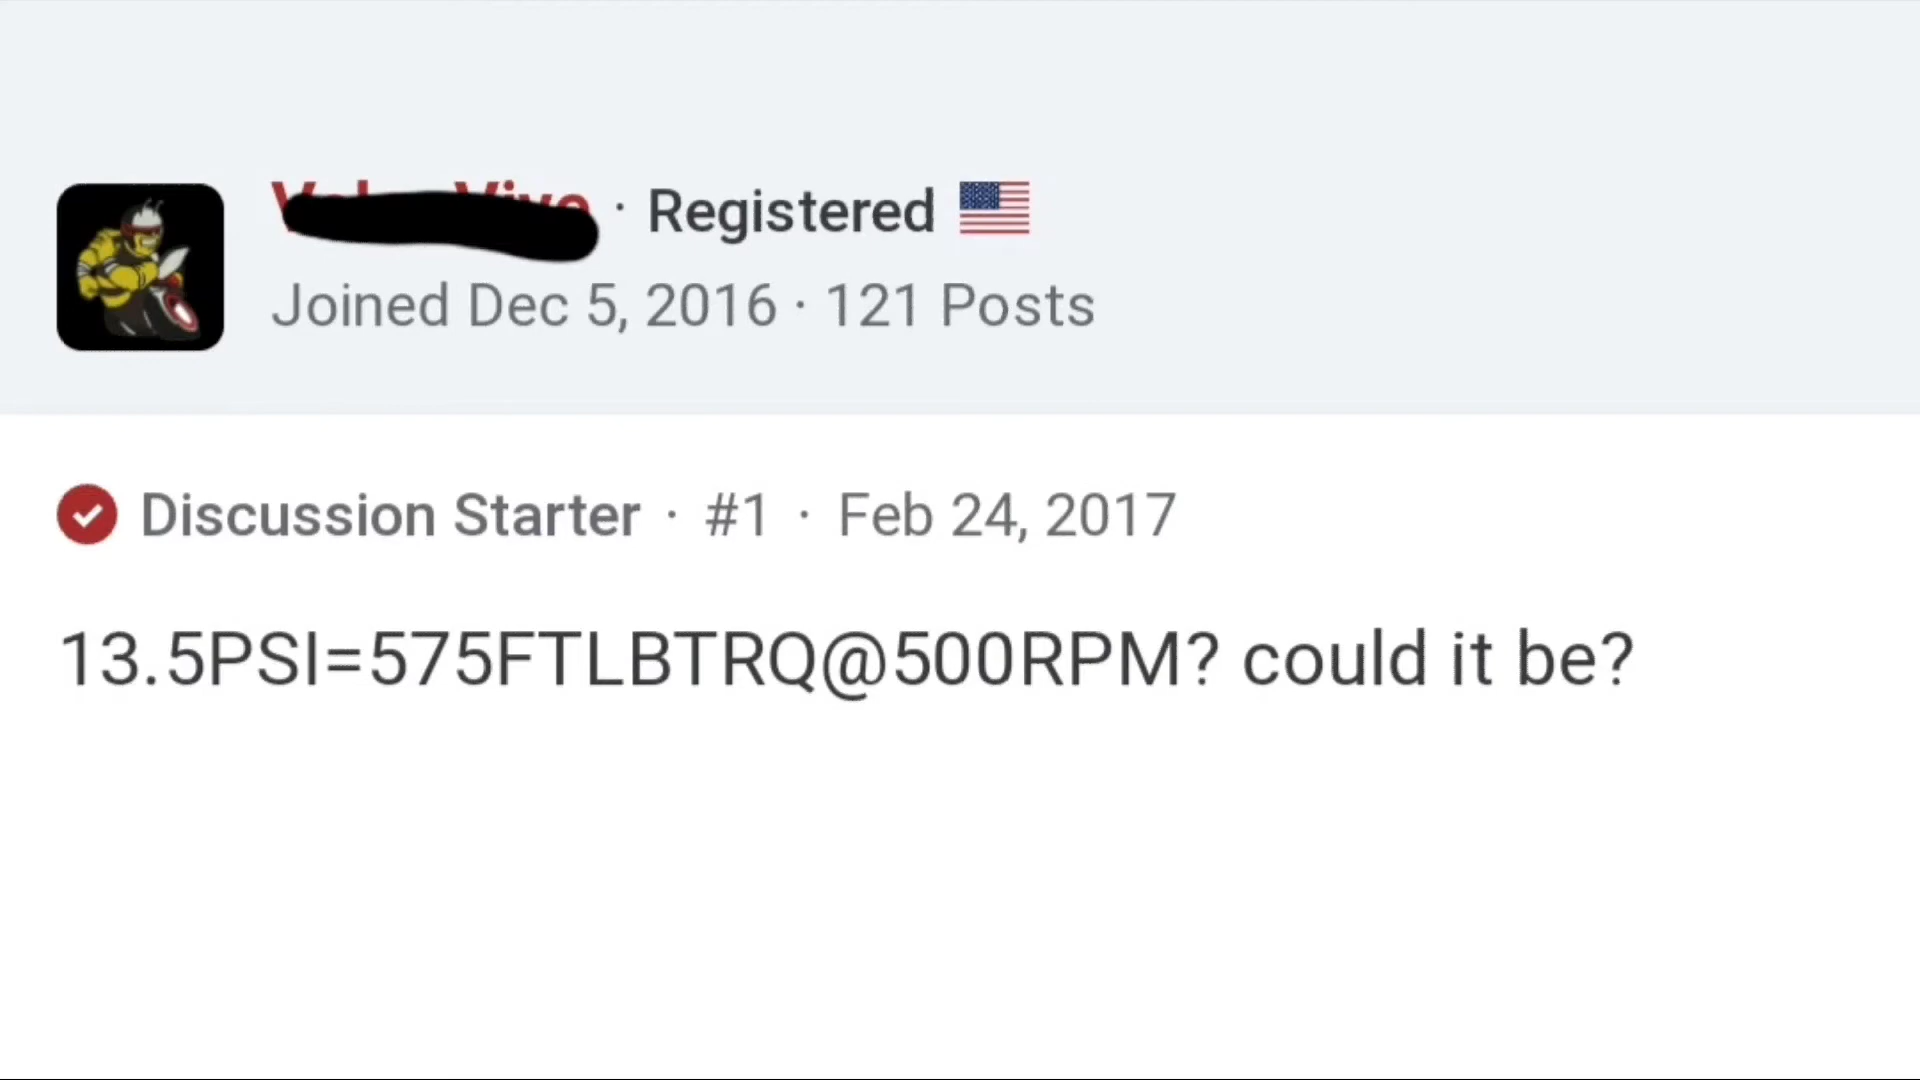 · Registered
Joined Dec 5, 2016 · 121 Posts
Discussion Starter · #1 · Feb 24, 2017
13.5PSI=575FTLBTRQ@500RPM? could it be?